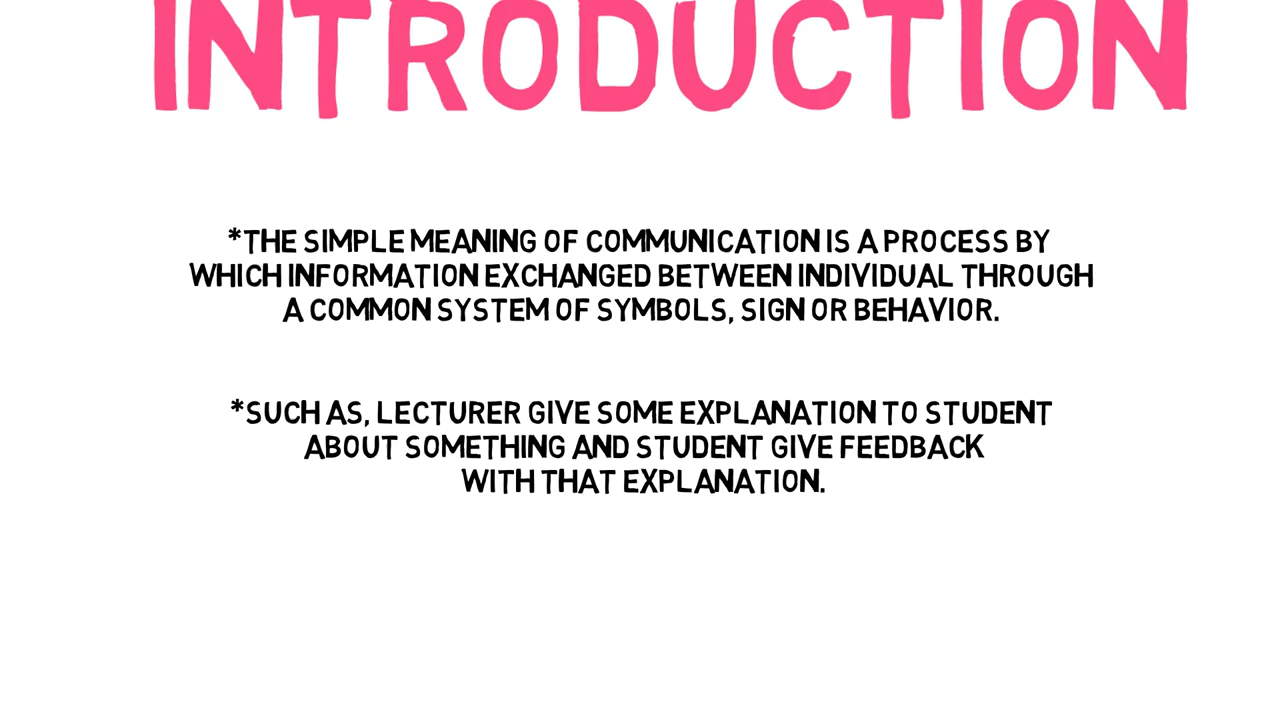 INTRODUCTION
*THE SIMPLE MEANING OF COMMUNICATION IS A PROCESS BY
WHICH INFORMATION EXCHANGED BETWEEN INDIVIDUAL THROUGH
A COMMON SYSTEM OF SYMBOLS, SIGN OR BEHAVIOR.
*SUCH AS, LECTURER GIVE SOME EXPLANATION TO STUDENT
ABOUT SOMETHING AND STUDENT GIVE FEEDBACK
WITH THAT EXPLANATION.